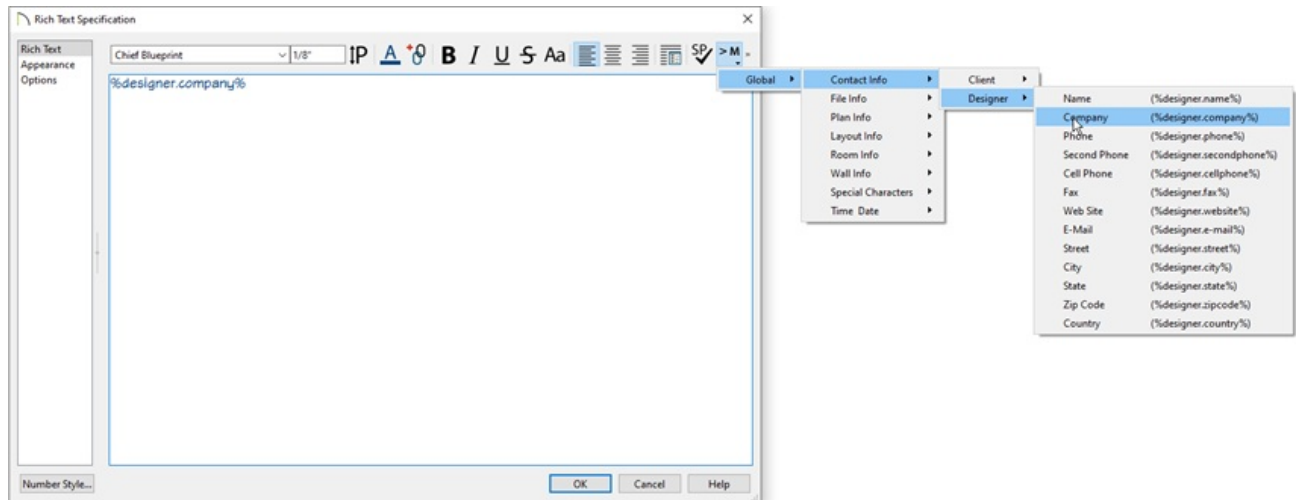 Rich Text Specification
Rich Text
Appearance
Options
Chief Blueprint
1/8"
P A B I U S Aa SP > M
%designer.company%
Number Style...
OK Cancel Help
Global
Contact Info
File Info
Plan Info
Layout Info
Room Info
Wall Info
Special Characters
Time Date
Client
Designer
Name (%designer.name%)
Company (%designer.company%)
Phone (%designer.phone%)
Second Phone (%designer.secondphone%)
Cell Phone (%designer.cellphone%)
Fax (%designer.fax%)
Web Site (%designer.website%)
E-Mail (%designer.e-mail%)
Street (%designer.street%)
City (%designer.city%)
State (%designer.state%)
Zip Code (%designer.zipcode%)
Country (%designer.country%)